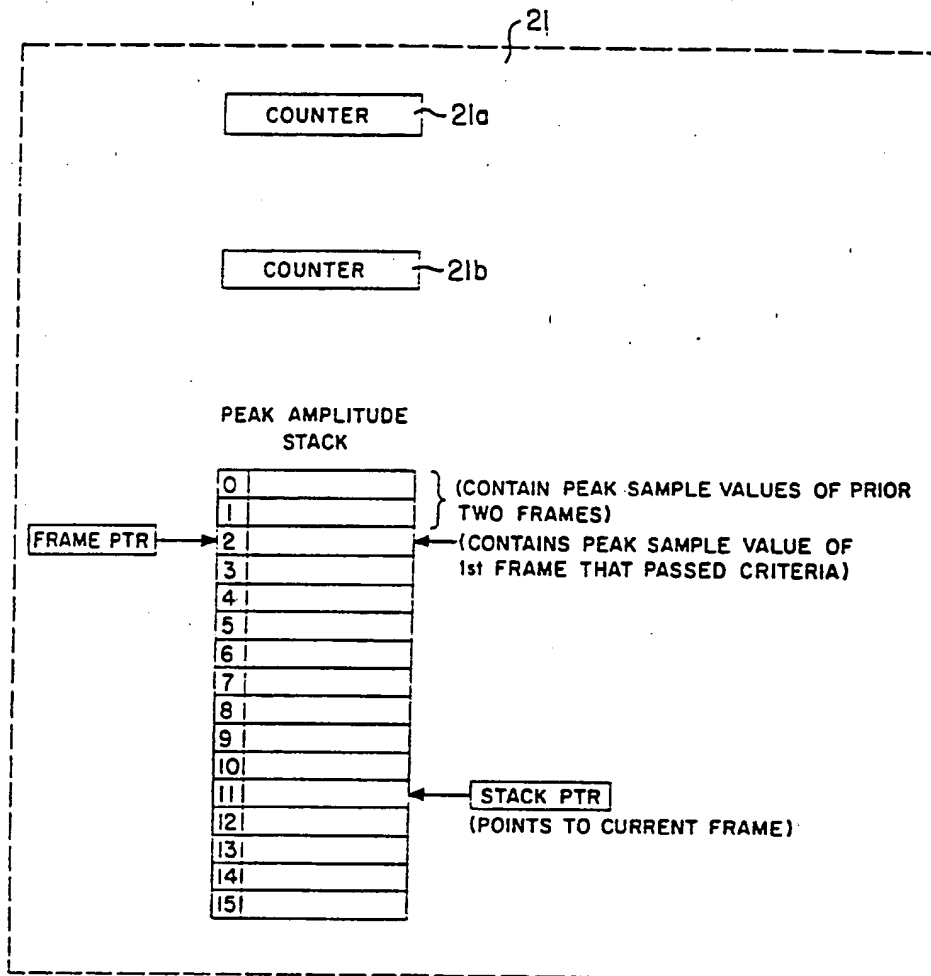 21
COUNTER 21a
COUNTER 21b
PEAK AMPLITUDE
STACK
0
1
(CONTAIN PEAK SAMPLE VALUES OF PRIOR
TWO FRAMES)
FRAME PTR
2
(CONTAINS PEAK SAMPLE VALUE OF
1st FRAME THAT PASSED CRITERIA)
3
4
5
6
7
8
9
10
11
STACK PTR
(POINTS TO CURRENT FRAME)
12
13
14
15